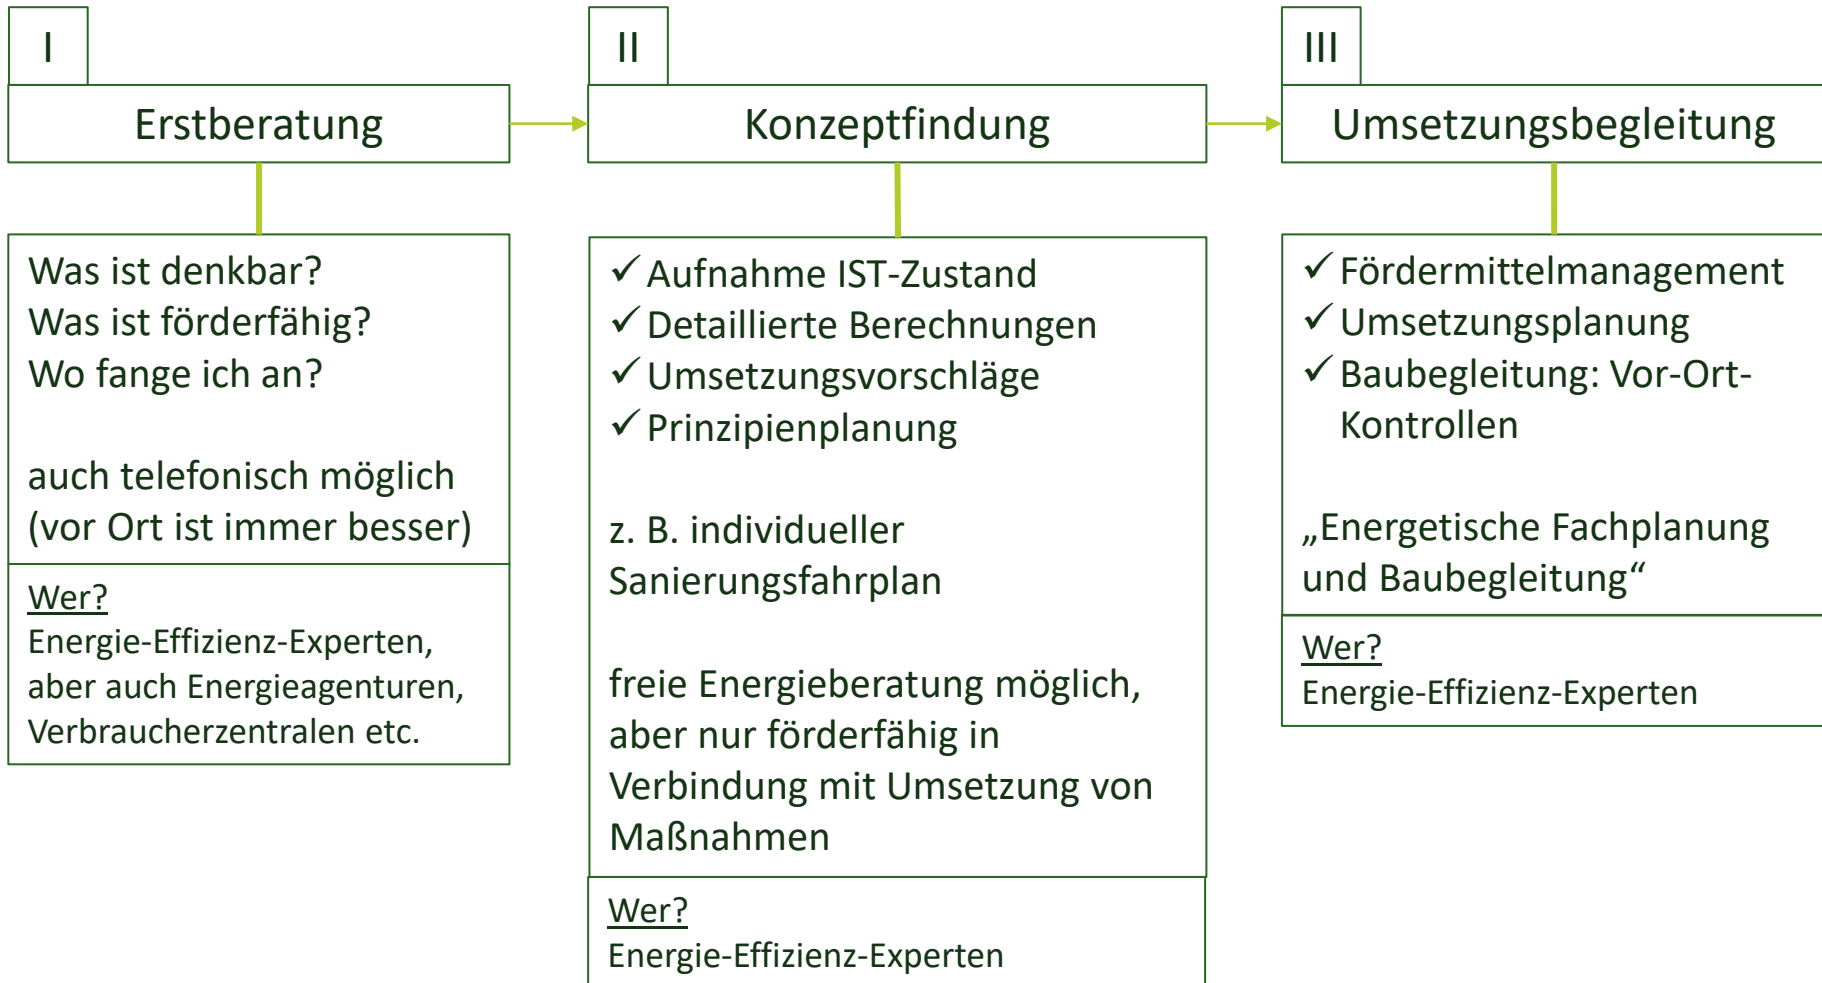 I
Erstberatung
Was ist denkbar?
Was ist förderfähig?
Wo fange ich an?
auch telefonisch möglich
(vor Ort ist immer besser)
Wer?
Energie-Effizienz-Experten,
aber auch Energieagenturen,
Verbraucherzentralen etc.
II
Konzeptfindung
✓ Aufnahme IST-Zustand
✓ Detaillierte Berechnungen
✓ Umsetzungsvorschläge
✓ Prinzipienplanung
z. B. individueller
Sanierungsfahrplan
freie Energieberatung möglich,
aber nur förderfähig in
Verbindung mit Umsetzung von
Maßnahmen
Wer?
Energie-Effizienz-Experten
III
Umsetzungsbegleitung
✓ Fördermittelmanagement
✓ Umsetzungsplanung
✓ Baubegleitung: Vor-Ort-
Kontrollen
„Energetische Fachplanung
und Baubegleitung“
Wer?
Energie-Effizienz-Experten